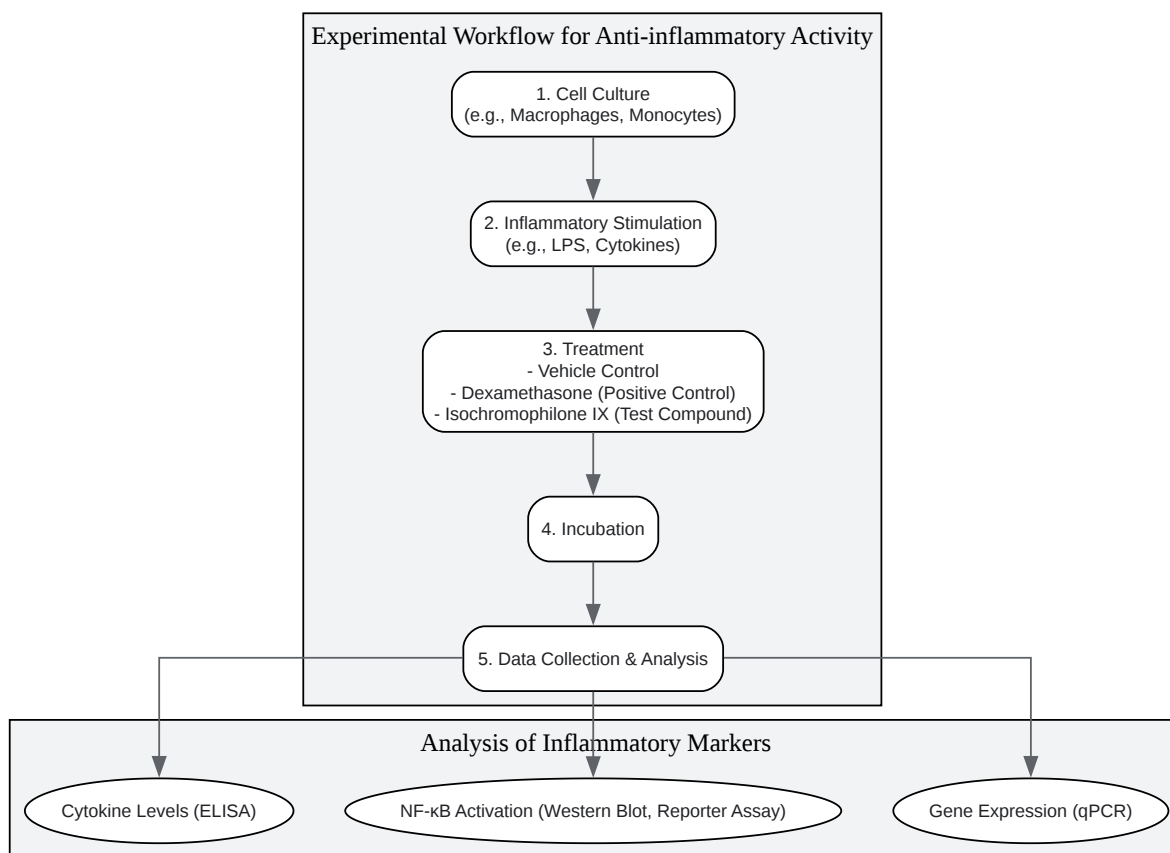 Experimental Workflow for Anti-inflammatory Activity
1. Cell Culture
(e.g., Macrophages, Monocytes)
2. Inflammatory Stimulation
(e.g., LPS, Cytokines)
3. Treatment
- Vehicle Control
- Dexamethasone (Positive Control)
- Isochromophilone IX (Test Compound)
4. Incubation
5. Data Collection & Analysis
Analysis of Inflammatory Markers
Cytokine Levels (ELISA)
NF-κB Activation (Western Blot, Reporter Assay)
Gene Expression (qPCR)